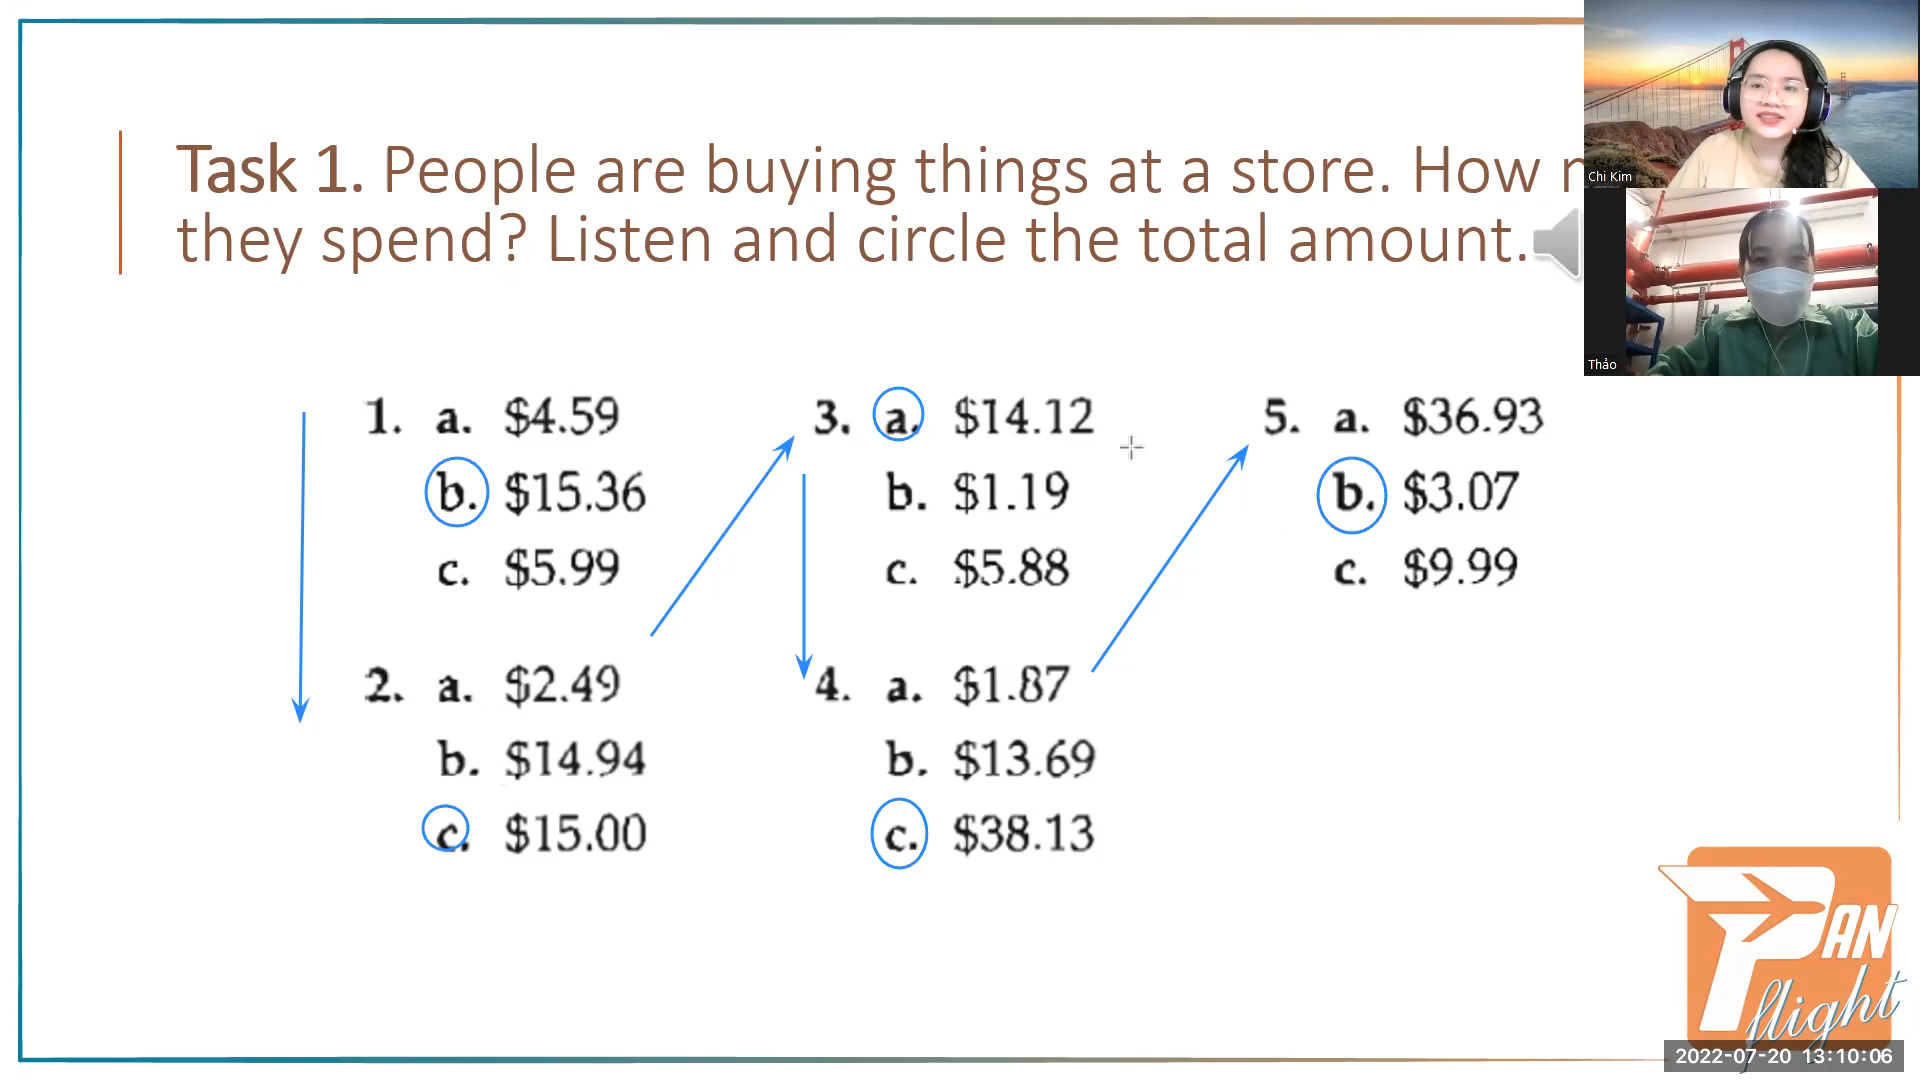 Task 1. People are buying things at a store. How
they spend? Listen and circle the total amount.
1. a. $4.59
b. $15.36
c. $5.99
2. a. $2.49
b. $14.94
c. $15.00
3. a. $14.12
b. $1.19
c. $5.88
4. a. $1.87
b. $13.69
c. $38.13
5. a. $36.93
b. $3.07
c. $9.99
Chi Kim
Thảo
PAN
flight
2022-07-20 13:10:06